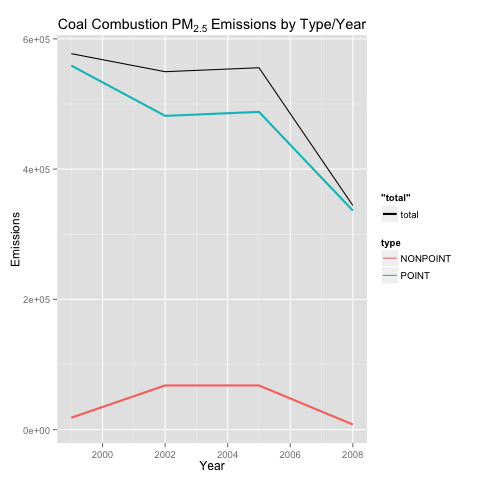 Coal Combustion PM2.5 Emissions by Type/Year
6e+05
4e+05
2e+05
0e+00
Emissions
2000 2002 2004 2006 2008
Year
"total"
total
type
NONPOINT
POINT